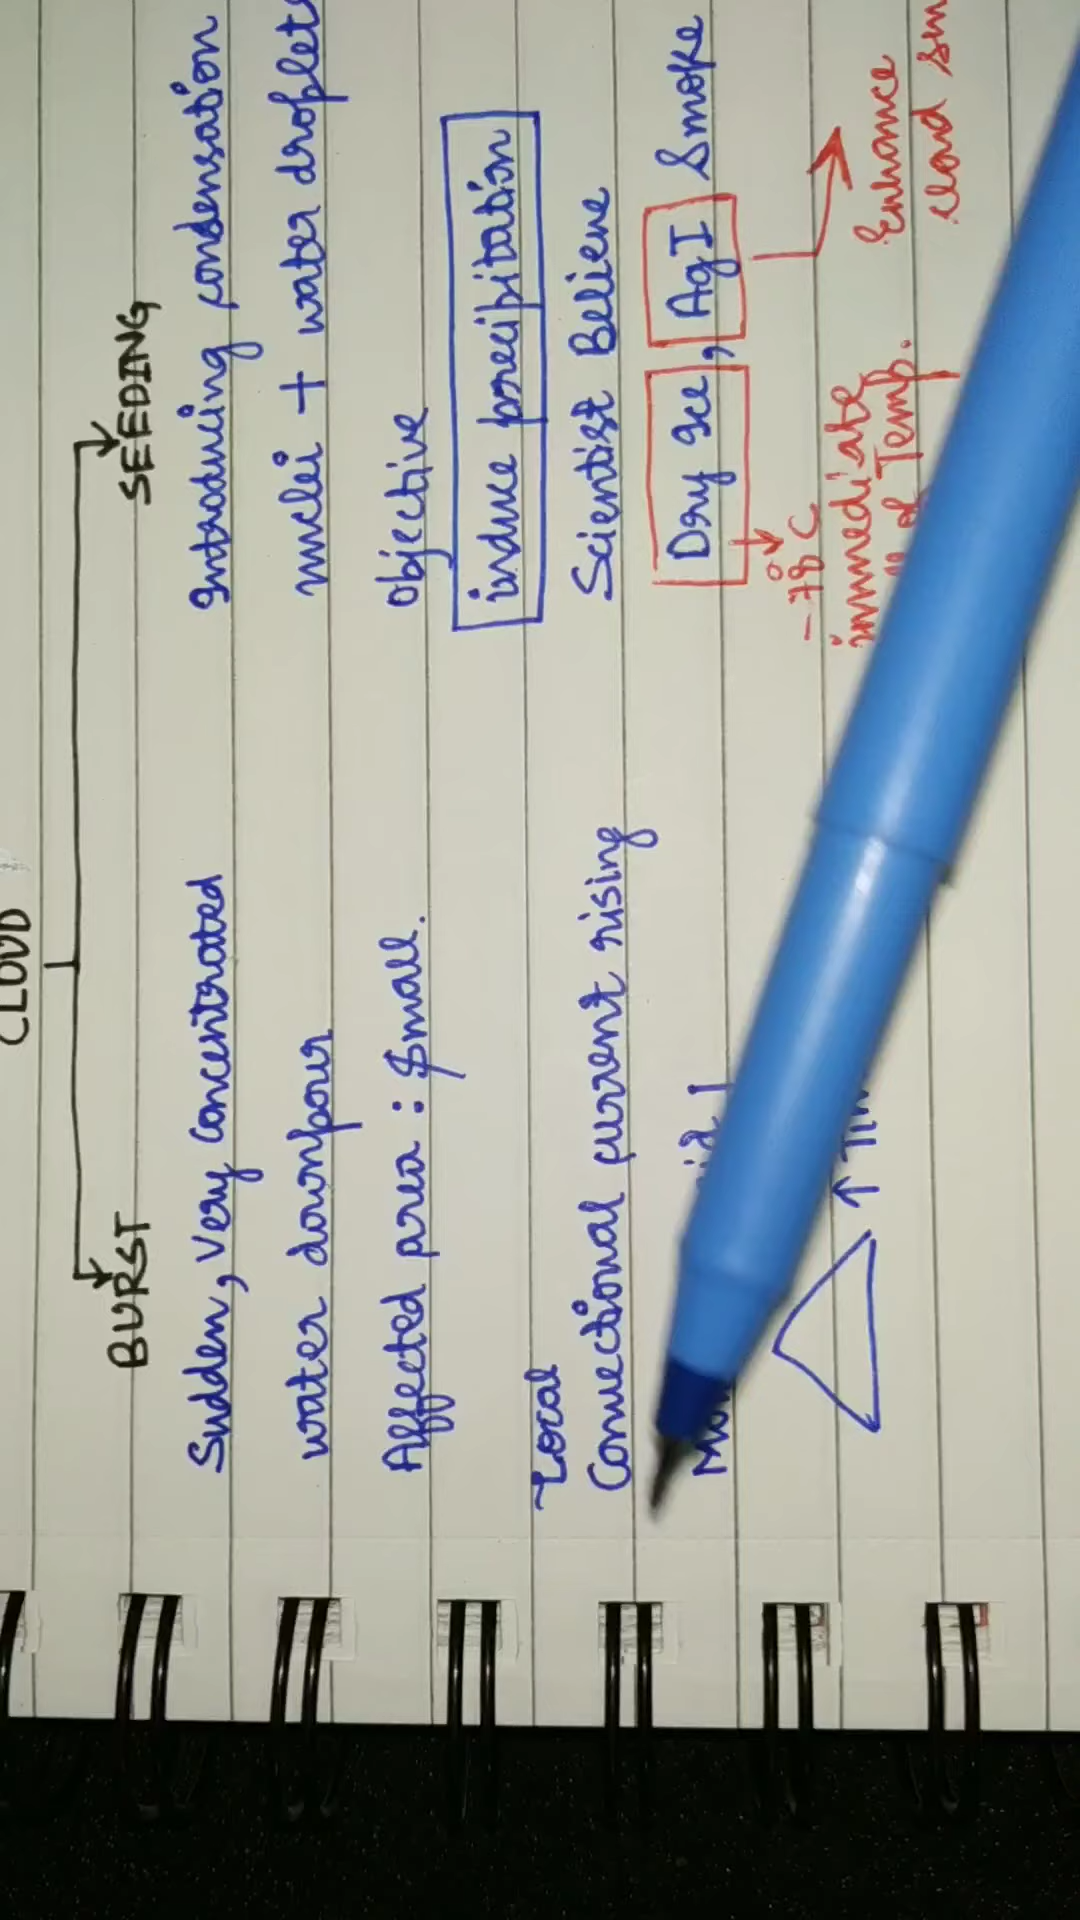 CLOUD
BURST
Sudden, Very Concentrated
water downpour
Affected area : Small.
Local
Convectional current rising
SEEDING
Introducing condensation
nuclei + water droplets
Objective
induce precipitation
Scientist Believe
Dry Ice, AgI Smoke
-78°C
immediate
of Temp.
Enhance
cloud